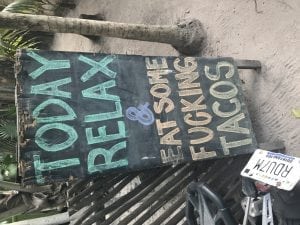 TODAY
RELAX
&
EAT SOME
FUCKING
TACOS